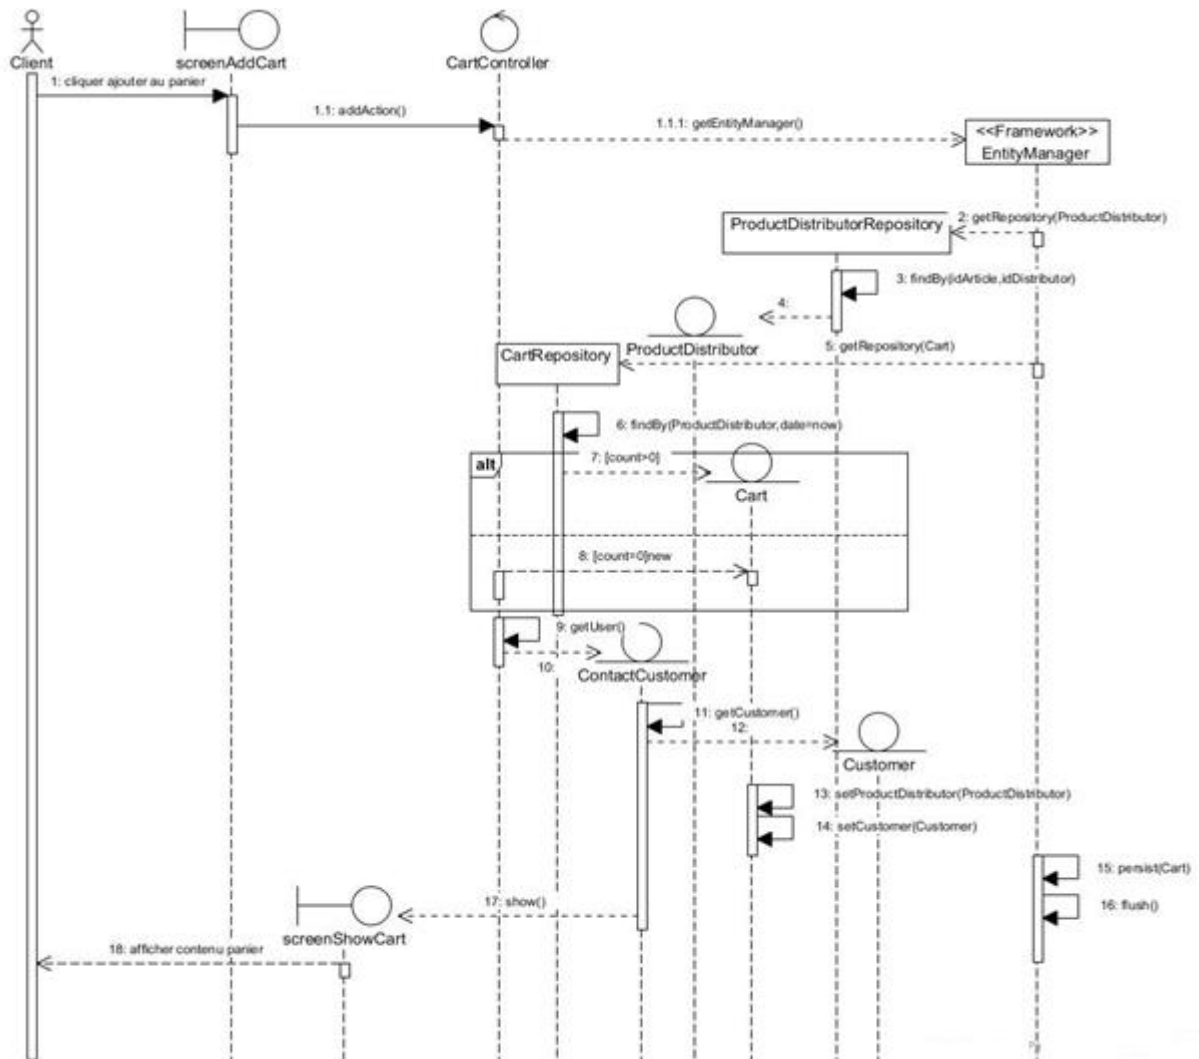 Client
screenAddCart
CartController
1: cliquer ajouter au panier
1.1: addAction()
1.1.1: getEntityManager()
<<Framework>>
EntityManager
ProductDistributorRepository
2: getRepository(ProductDistributor)
3: findBy(idArticle,idDistributor)
4:
ProductDistributor
5: getRepository(Cart)
CartRepository
6: findBy(ProductDistributor,date=now)
alt
7: [count>0]
Cart
8: [count=0]new
9: getUser()
10:
ContactCustomer
11: getCustomer()
12:
Customer
13: setProductDistributor(ProductDistributor)
14: setCustomer(Customer)
15: persist(Cart)
16: flush()
17: show()
screenShowCart
18: afficher contenu panier